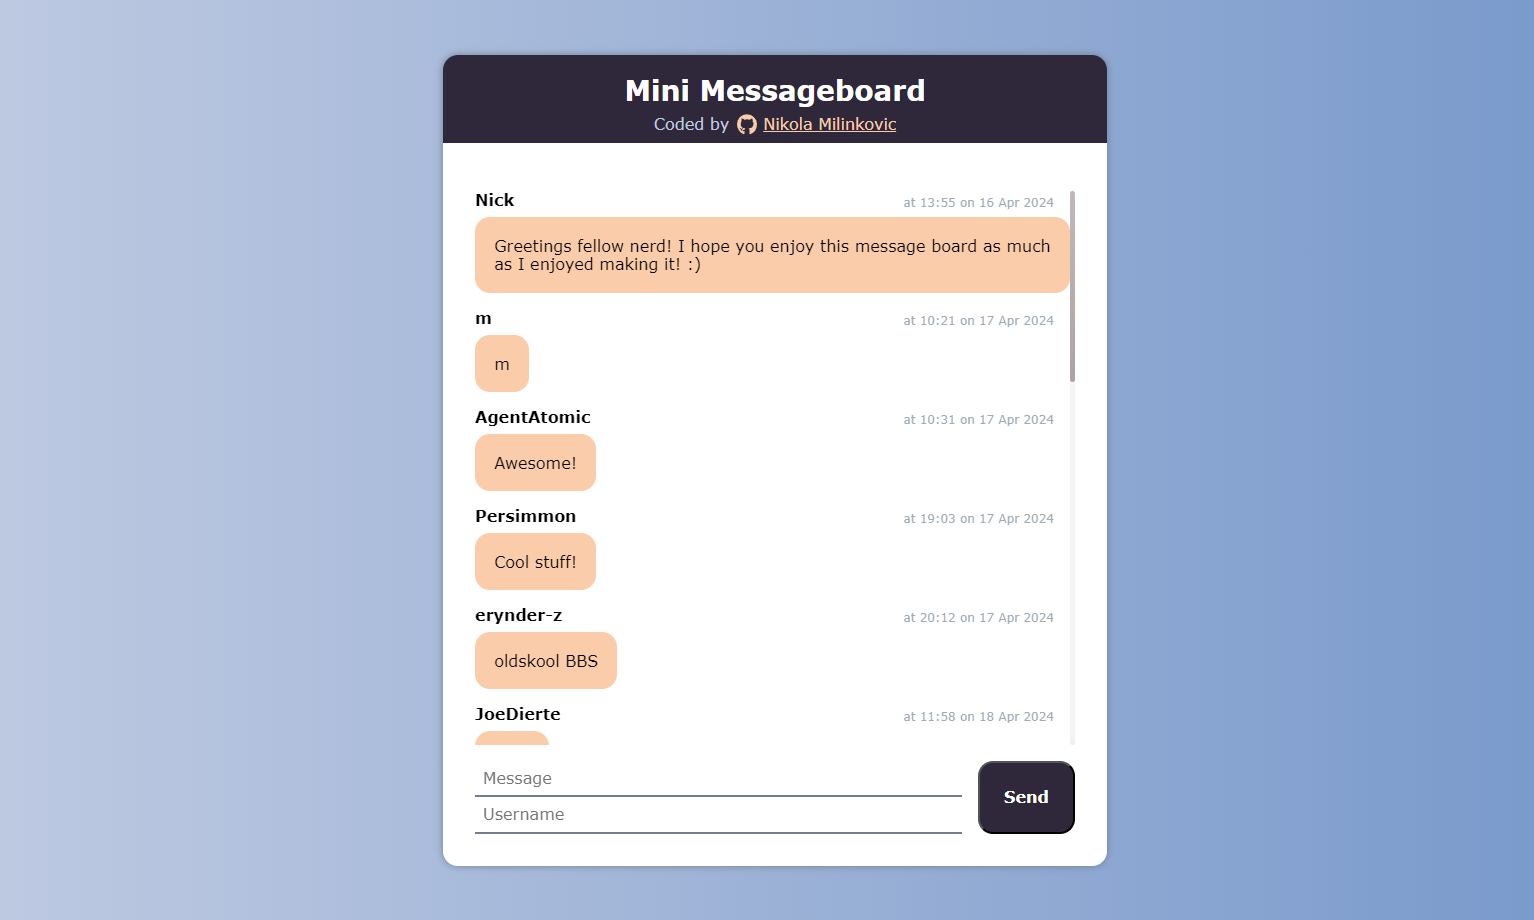 Mini Messageboard
Coded by Nikola Milinkovic
Nick at 13:55 on 16 Apr 2024
Greetings fellow nerd! I hope you enjoy this message board as much
as I enjoyed making it! :)
m at 10:21 on 17 Apr 2024
m
AgentAtomic at 10:31 on 17 Apr 2024
Awesome!
Persimmon at 19:03 on 17 Apr 2024
Cool stuff!
erynder-z at 20:12 on 17 Apr 2024
oldskool BBS
JoeDierte at 11:58 on 18 Apr 2024
Message
Username
Send